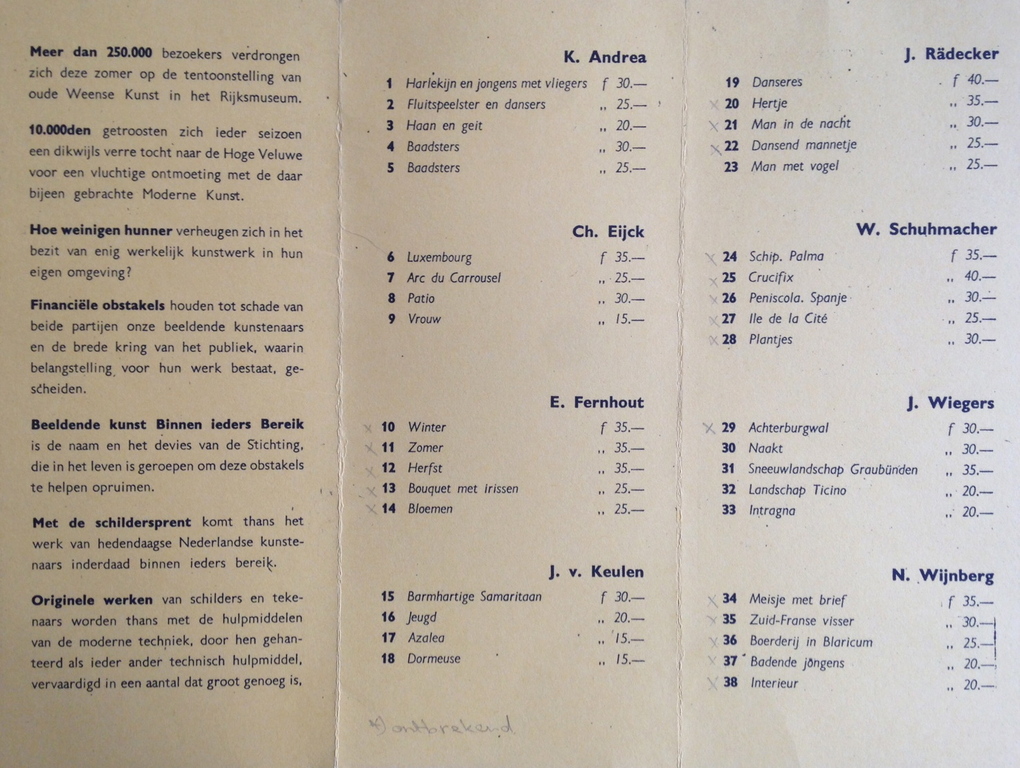 Meer dan 250.000 bezoekers verdrongen
zich deze zomer op de tentoonstelling van
oude Weense Kunst in het Rijksmuseum.
10.000den getroosten zich ieder seizoen
een dikwijls verre tocht naar de Hoge Veluwe
voor een vluchtige ontmoeting met de daar
bijeen gebrachte Moderne Kunst.
Hoe weinigen hunner verheugen zich in het
bezit van enig werkelijk kunstwerk in hun
eigen omgeving?
Financiële obstakels houden tot schade van
beide partijen onze beeldende kunstenaars
en de brede kring van het publiek, waarin
belangstelling voor hun werk bestaat, ge-
scheiden.
Beeldende kunst Binnen ieders Bereik
is de naam en het devies van de Stichting,
die in het leven is geroepen om deze obstakels
te helpen opruimen.
Met de schildersprent komt thans het
werk van hedendaagse Nederlandse kunste-
naars inderdaad binnen ieders bereik.
Originele werken van schilders en teke-
naars worden thans met de hulpmiddelen
van de moderne techniek, door hen gehan-
teerd als ieder ander technisch hulpmiddel,
vervaardigd in een aantal dat groot genoeg is,
K. Andrea
1 Harlekijn en jongens met vliegers f 30.—
2 Fluitspeelster en dansers ,, 25.—
3 Haan en geit ,, 20.—
4 Baadsters ,, 30.—
5 Baadsters ,, 25.—
Ch. Eijck
6 Luxembourg f 35.—
7 Arc du Carrousel ,, 25.—
8 Patio ,, 30.—
9 Vrouw ,, 15.—
E. Fernhout
x 10 Winter f 35.—
x 11 Zomer ,, 35.—
x 12 Herfst ,, 35.—
x 13 Bouquet met irissen ,, 25.—
x 14 Bloemen ,, 25.—
J. v. Keulen
15 Barmhartige Samaritaan f 30.—
16 Jeugd ,, 20.—
17 Azalea ,, 15.—
18 Dormeuse ,, 15.—
x) ontbrekend
J. Rädecker
19 Danseres f 40.—
x 20 Hertje ,, 35.—
x 21 Man in de nacht ,, 30.—
x 22 Dansend mannetje ,, 25.—
23 Man met vogel ,, 25.—
W. Schuhmacher
x 24 Schip. Palma f 35.—
x 25 Crucifix ,, 40.—
x 26 Peniscola. Spanje ,, 30.—
x 27 Ile de la Cité ,, 25.—
x 28 Plantjes ,, 30.—
J. Wiegers
x 29 Achterburgwal f 30.—
30 Naakt ,, 30.—
31 Sneeuwlandschap Graubünden ,, 35.—
32 Landschap Ticino ,, 20.—
33 Intragna ,, 20.—
N. Wijnberg
x 34 Meisje met brief f 35.—
x 35 Zuid-Franse visser ,, 30.—
x 36 Boerderij in Blaricum ,, 25.—
x 37 Badende jongens ,, 20.—
x 38 Interieur ,, 20.—